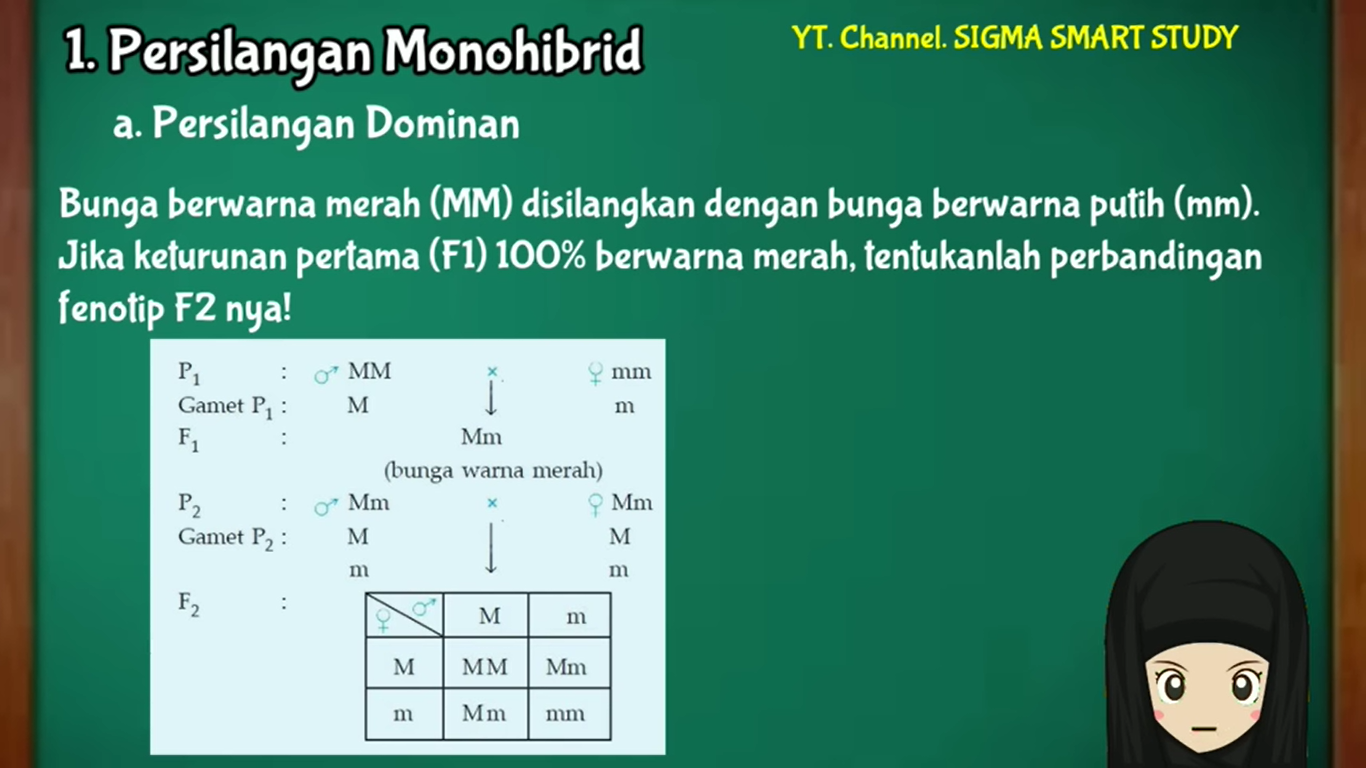 1. Persilangan Monohibrid
YT. Channel. SIGMA SMART STUDY
a. Persilangan Dominan
Bunga berwarna merah (MM) disilangkan dengan bunga berwarna putih (mm).
Jika keturunan pertama (F1) 100% berwarna merah, tentukanlah perbandingan
fenotip F2 nya!
P₁ : ♂ MM × ♀ mm
Gamet P₁ : M ↓ m
F₁ : Mm
(bunga warna merah)
P₂ : ♂ Mm × ♀ Mm
Gamet P₂ : M ↓ M
m m
F₂ : ♀ ♂ M m
M MM Mm
m Mm mm